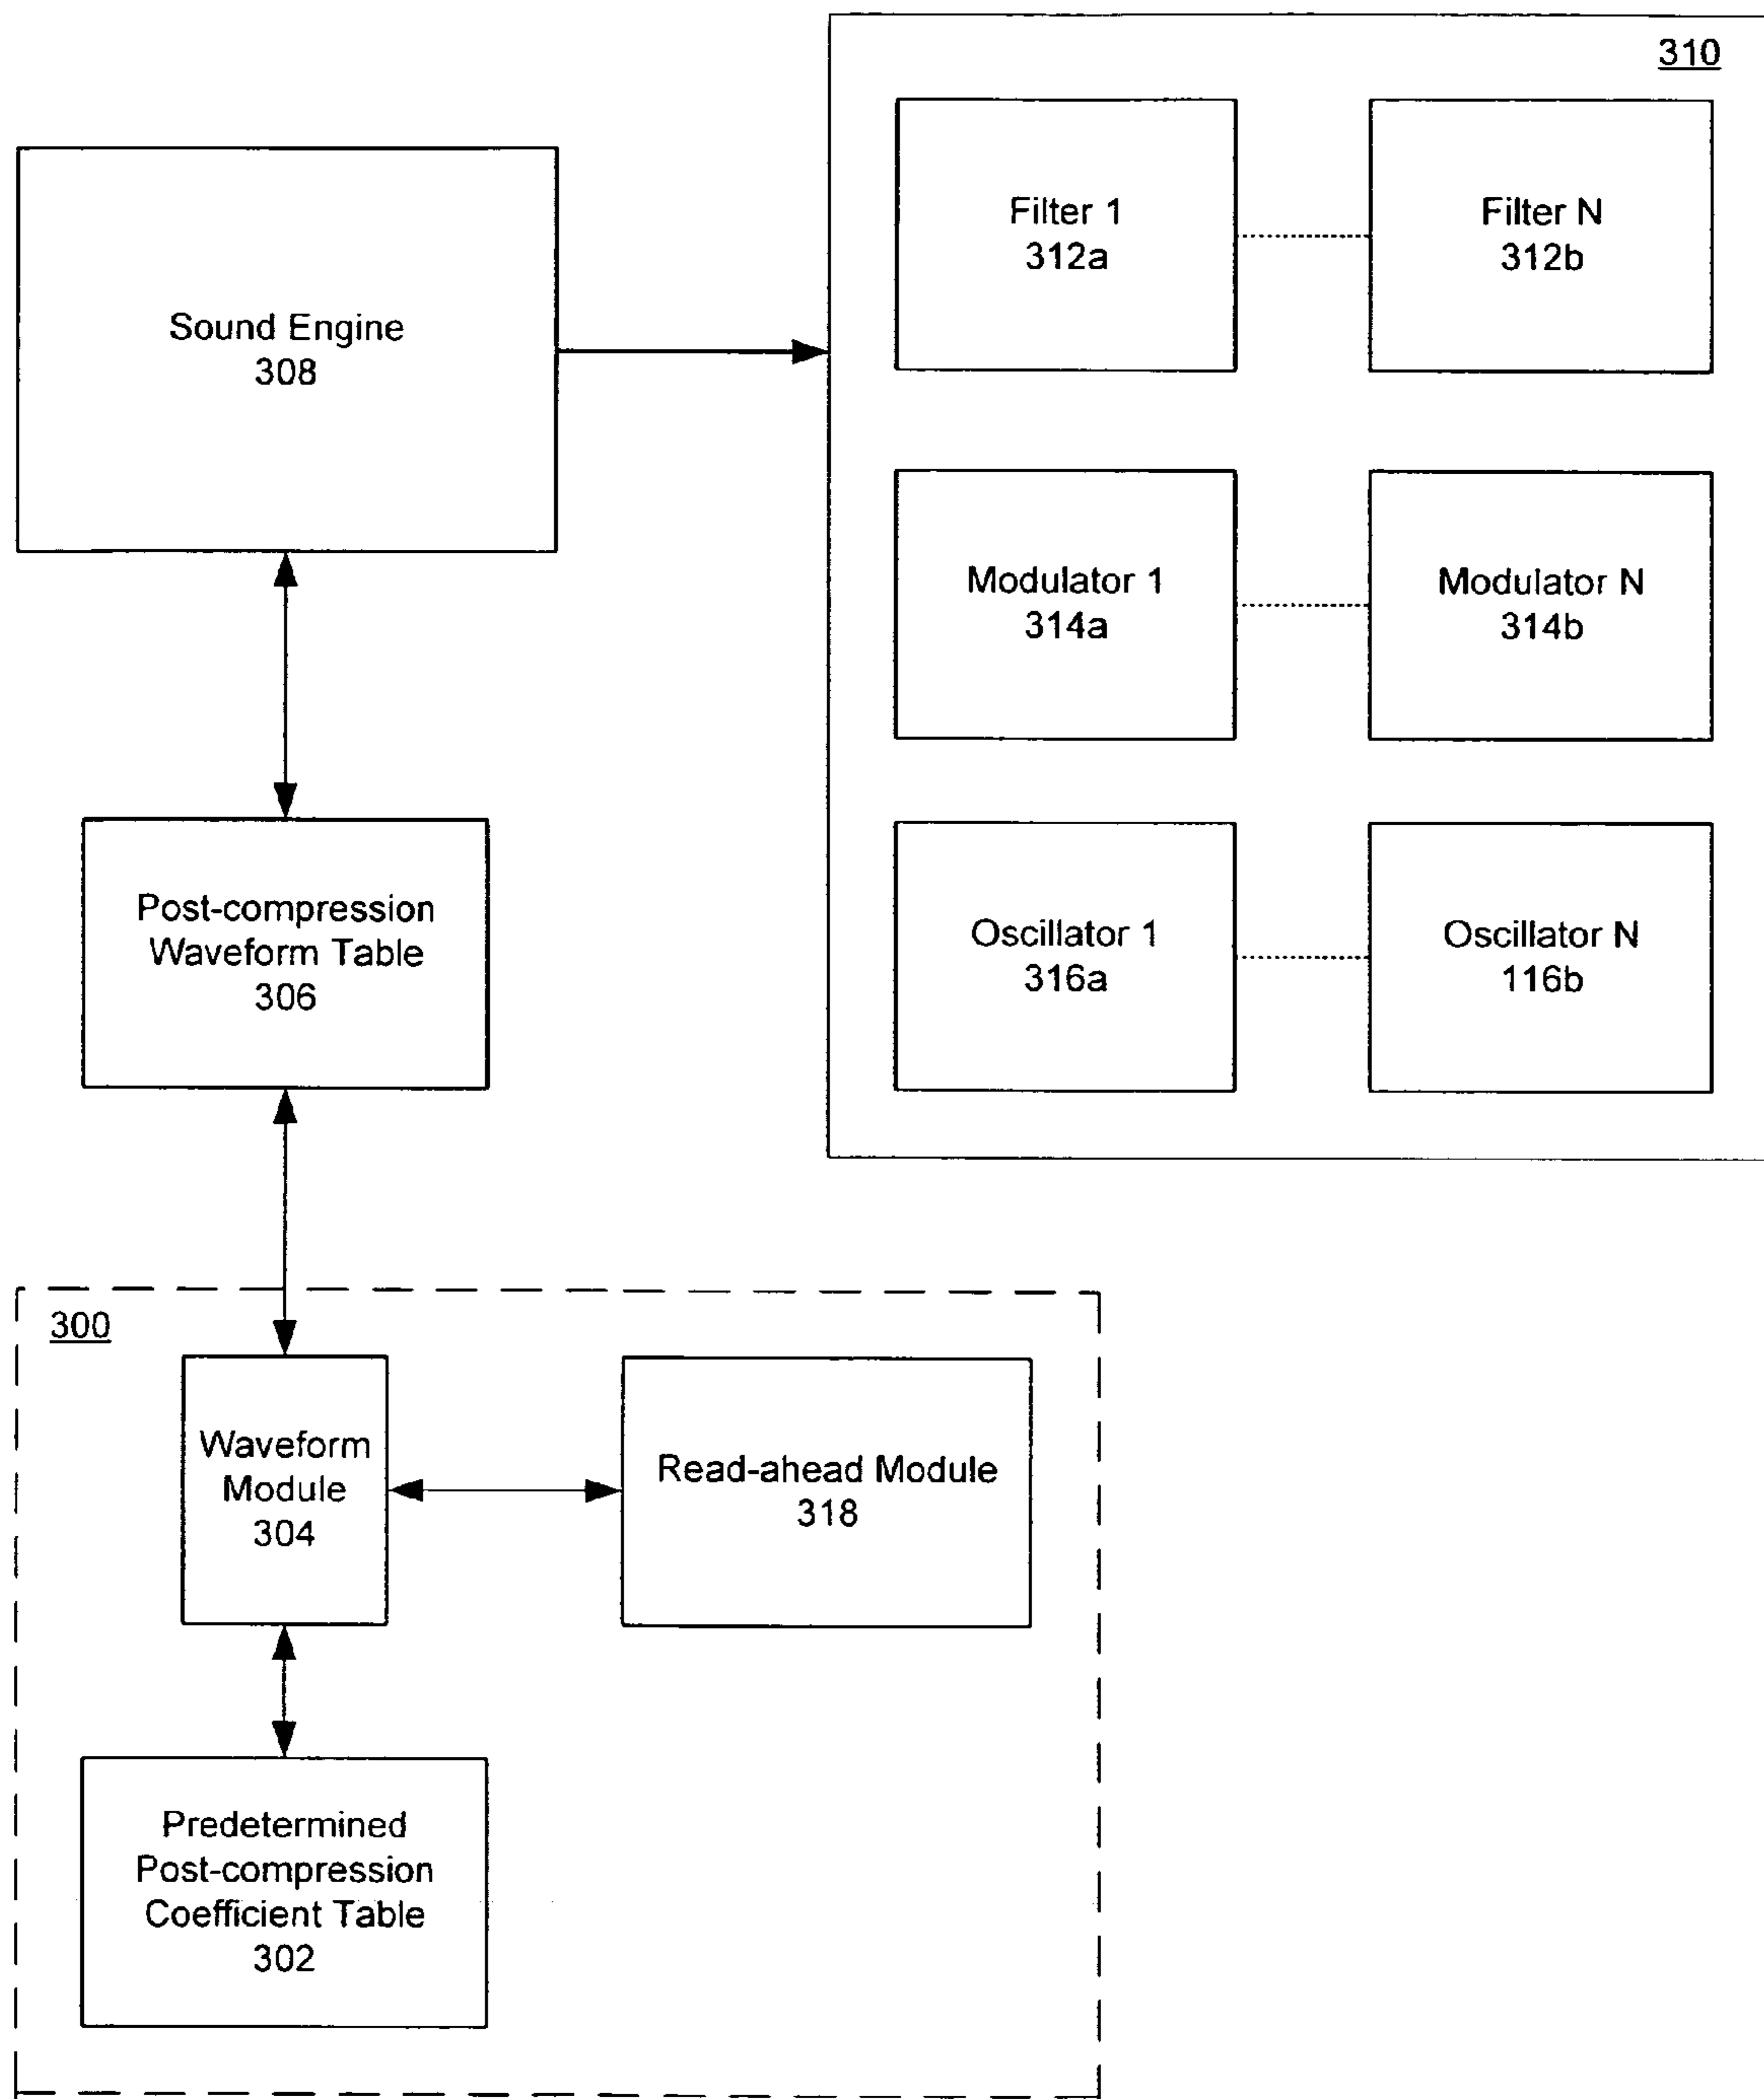 310
Filter 1
312a
Filter N
312b
Sound Engine
308
Modulator 1
314a
Modulator N
314b
Post-compression
Waveform Table
306
Oscillator 1
316a
Oscillator N
116b
300
Waveform
Module
304
Read-ahead Module
318
Predetermined
Post-compression
Coefficient Table
302